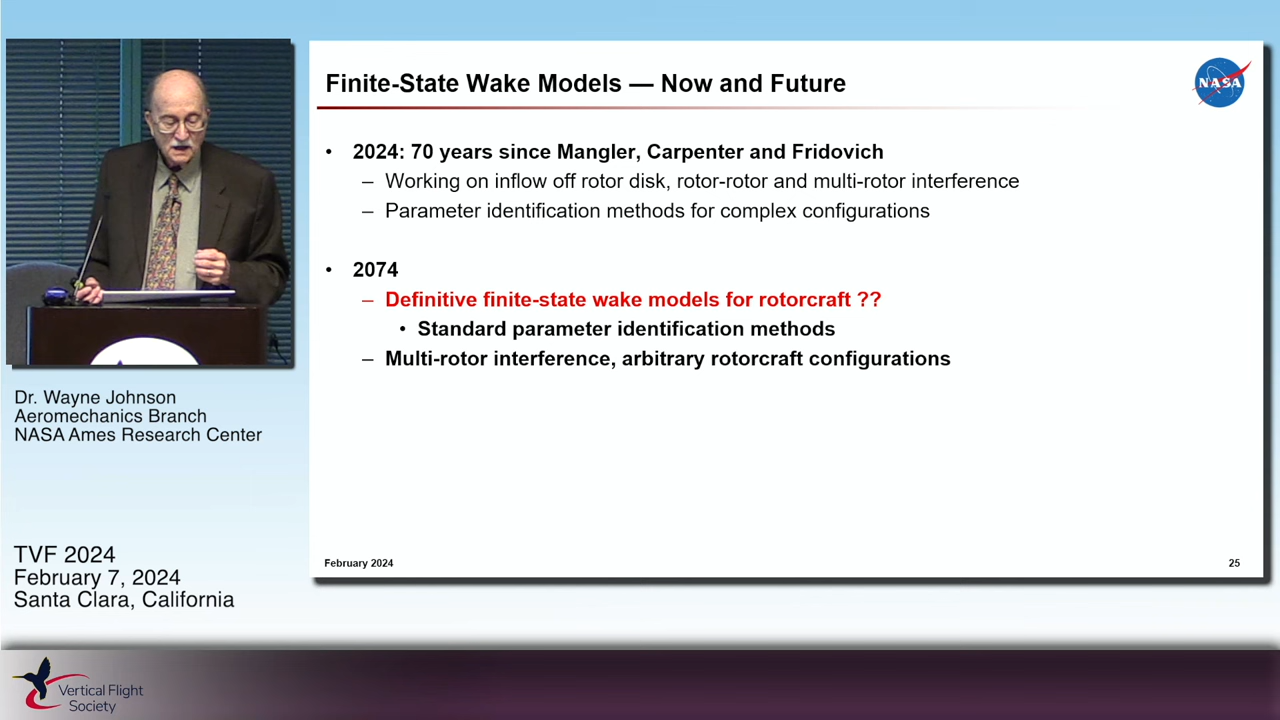 Finite-State Wake Models — Now and Future
NASA
• 2024: 70 years since Mangler, Carpenter and Fridovich
– Working on inflow off rotor disk, rotor-rotor and multi-rotor interference
– Parameter identification methods for complex configurations
• 2074
– Definitive finite-state wake models for rotorcraft ??
• Standard parameter identification methods
– Multi-rotor interference, arbitrary rotorcraft configurations
February 2024
25
Dr. Wayne Johnson
Aeromechanics Branch
NASA Ames Research Center
TVF 2024
February 7, 2024
Santa Clara, California
Vertical Flight
Society